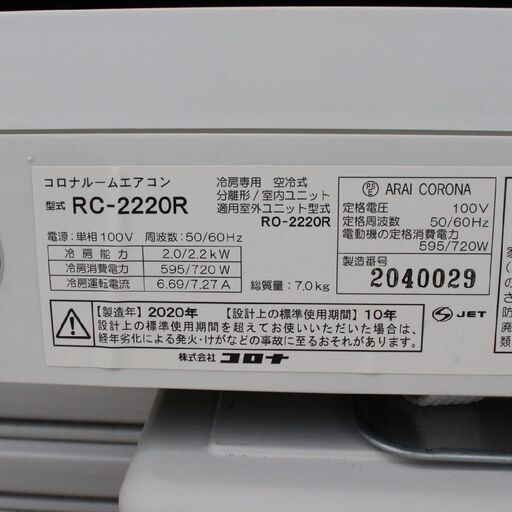 コロナルームエアコン
型式 RC-2220R
冷房専用 空冷式
分離形/室内ユニット
適用室外ユニット型式
RO-2220R
電源:単相100V 周波数:50/60Hz
冷房能力 2.0/2.2kW
冷房消費電力 595/720W
冷房運転電流 6.69/7.27A
総質量:7.0kg
PSE ARAI CORONA
定格電圧 100V
定格周波数 50/60Hz
電動機の定格消費電力
595/720W
製造番号
2040029
【製造年】2020年 【設計上の標準使用期間】10年
設計上の標準使用期間を超えてお使いいただいた場合は、
経年劣化による発火・けがなどの事故に至るおそれがあります。
S JET
株式会社 コロナ